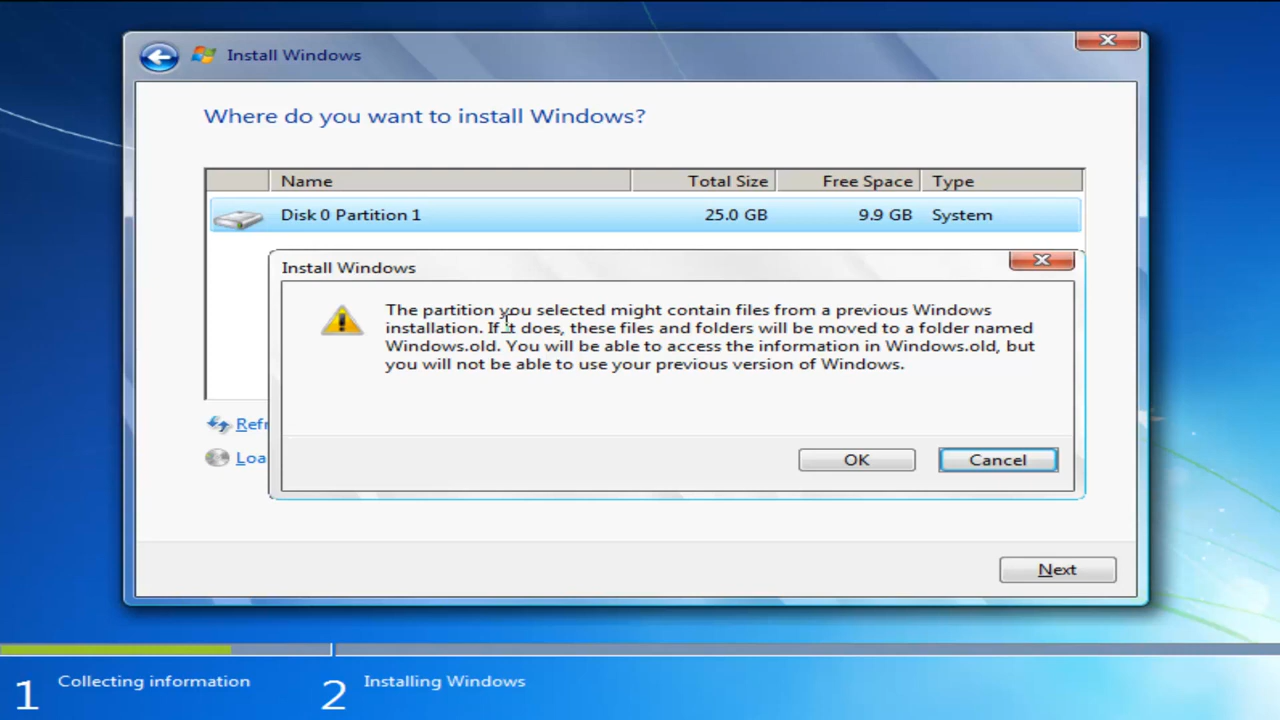 Install Windows
Where do you want to install Windows?
Name Total Size Free Space Type
Disk 0 Partition 1 25.0 GB 9.9 GB System
Install Windows
The partition you selected might contain files from a previous Windows
installation. If it does, these files and folders will be moved to a folder named
Windows.old. You will be able to access the information in Windows.old, but
you will not be able to use your previous version of Windows.
OK Cancel
Refr
Loa
Next
1 Collecting information 2 Installing Windows